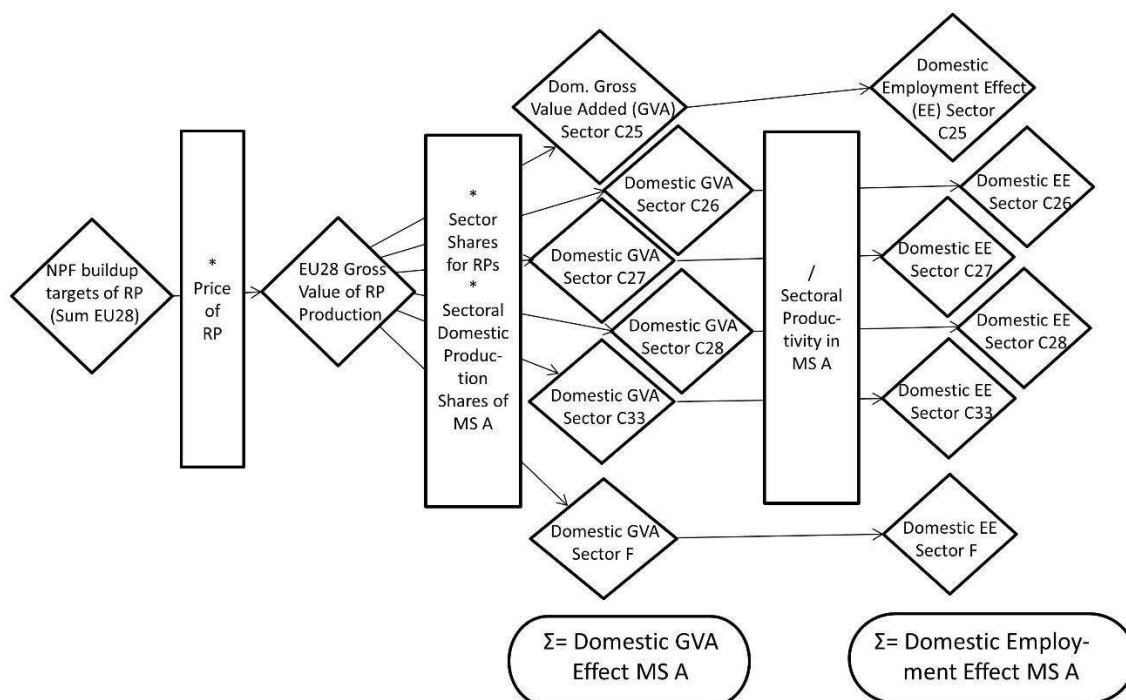 NPF buildup
targets of RP
(Sum EU28)
*
Price
of
RP
EU28 Gross
Value of RP
Production
*
Sector
Shares
for RPs
*
Sectoral
Domestic
Produc-
tion
Shares of
MS A
Dom. Gross
Value Added (GVA)
Sector C25
Domestic GVA
Sector C26
Domestic GVA
Sector C27
Domestic GVA
Sector C28
Domestic GVA
Sector C33
Domestic GVA
Sector F
/
Sectoral
Produc-
tivity in
MS A
Domestic
Employment Effect
(EE) Sector
C25
Domestic EE
Sector C26
Domestic EE
Sector C27
Domestic EE
Sector C28
Domestic EE
Sector C33
Domestic EE
Sector F
Σ= Domestic GVA
Effect MS A
Σ= Domestic Employ-
ment Effect MS A